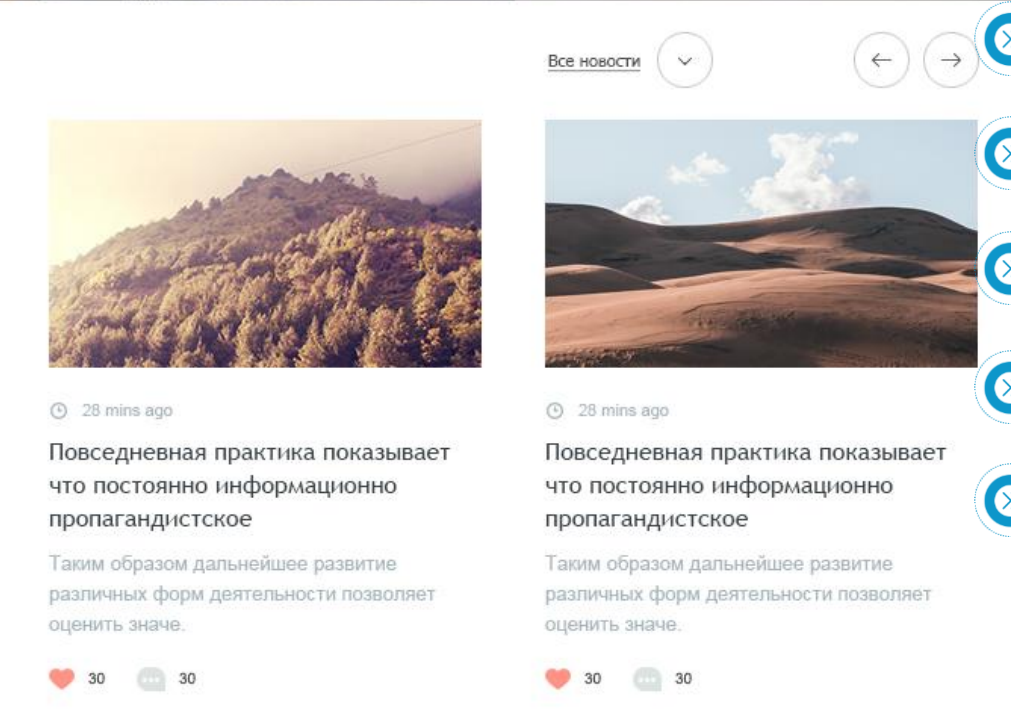 Все новости
28 mins ago
Повседневная практика показывает
что постоянно информационно
пропагандистское
Таким образом дальнейшее развитие
различных форм деятельности позволяет
оценить значе.
30 30
28 mins ago
Повседневная практика показывает
что постоянно информационно
пропагандистское
Таким образом дальнейшее развитие
различных форм деятельности позволяет
оценить значе.
30 30